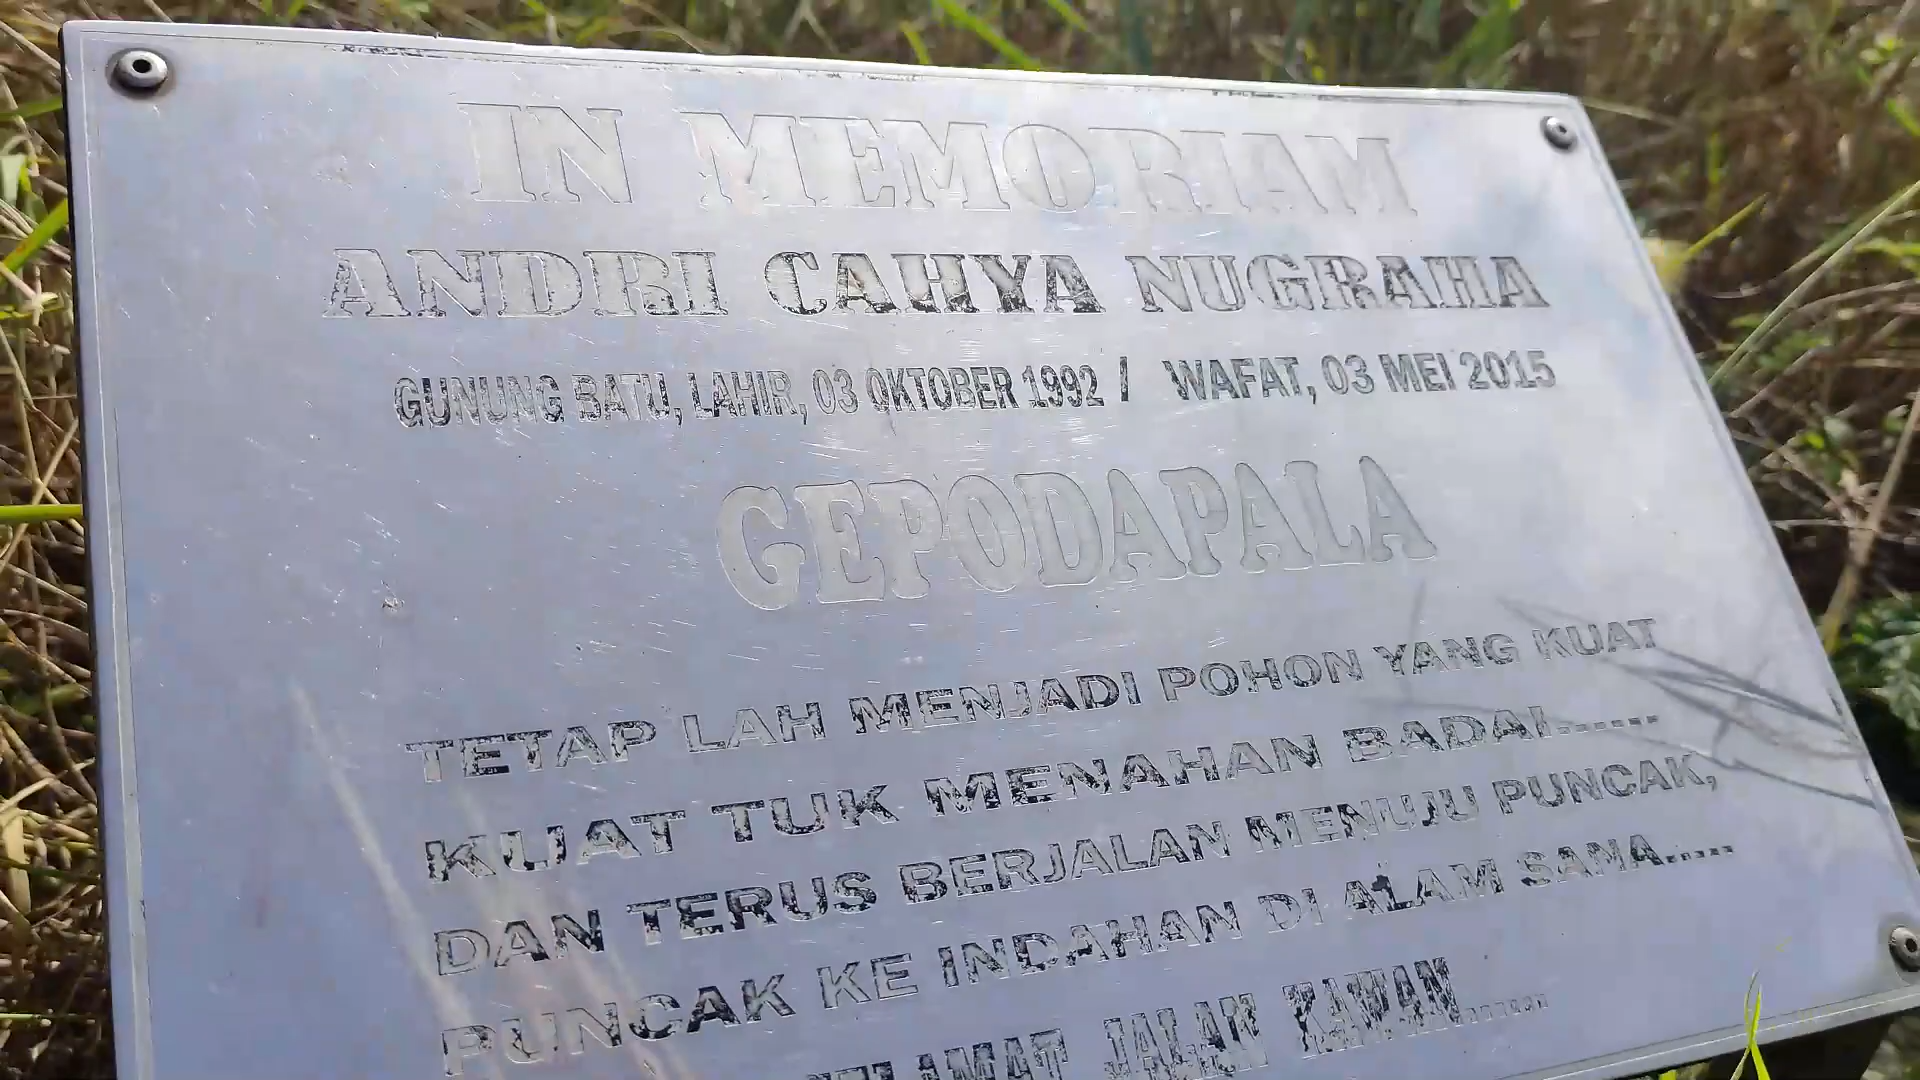 IN MEMORIAM
ANDRI CAHYA NUGRAHA
GUNUNG BATU, LAHIR, 03 OKTOBER 1992 / WAFAT, 03 MEI 2015
GEPODAPALA
TETAP LAH MENJADI POHON YANG KUAT
KUAT TUK MENAHAN BADAI.......
DAN TERUS BERJALAN MENUJU PUNCAK,
PUNCAK KE INDAHAN DI ALAM SANA.....
SELAMAT JALAN KAWAN.......